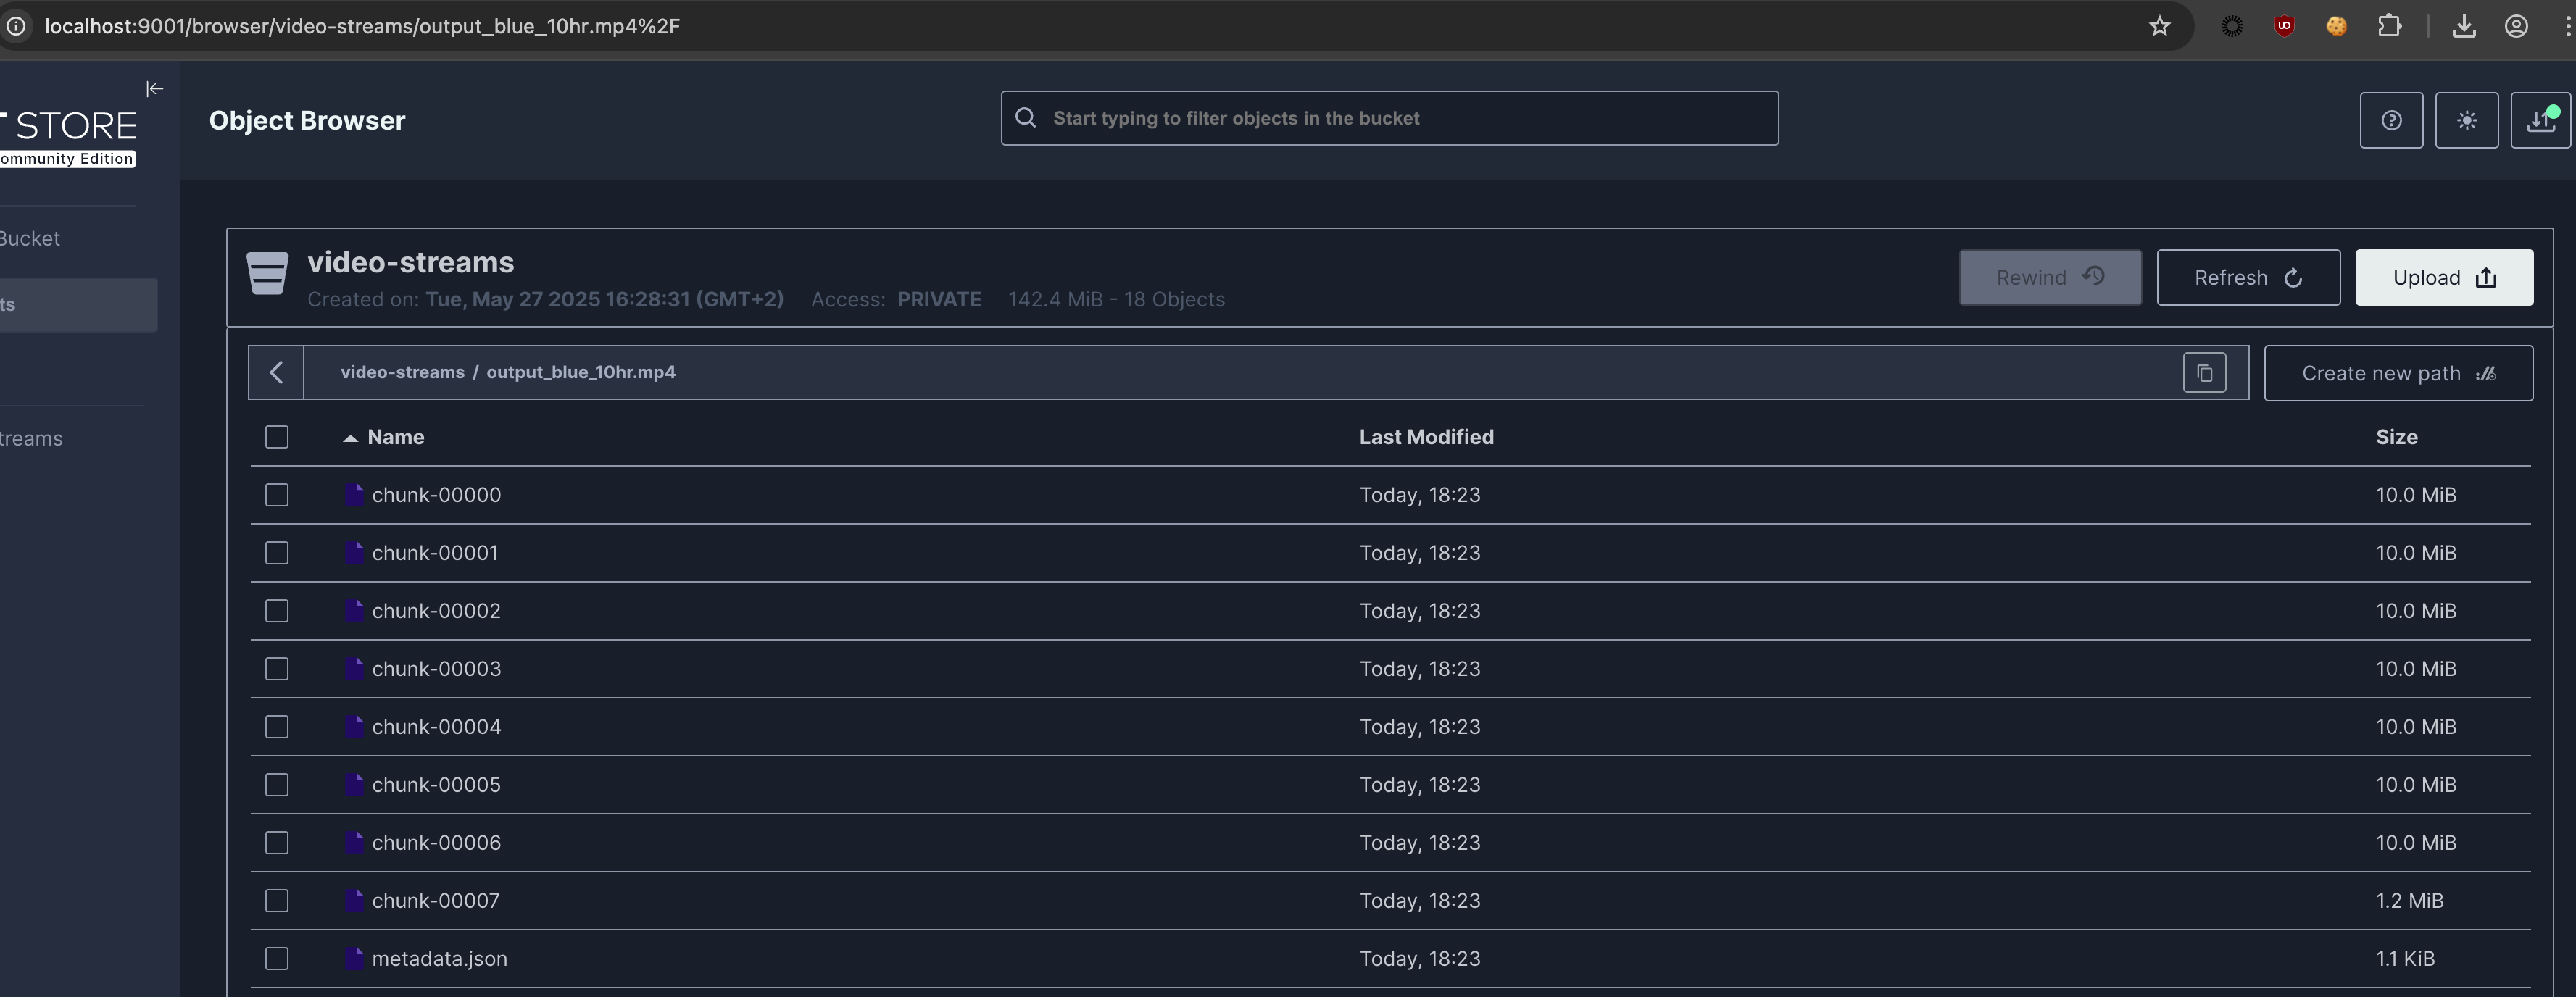 localhost:9001/browser/video-streams/output_blue_10hr.mp4%2F
STORE
ommunity Edition
Bucket
ts
treams
Object Browser
Start typing to filter objects in the bucket
video-streams
Created on: Tue, May 27 2025 16:28:31 (GMT+2) Access: PRIVATE 142.4 MiB - 18 Objects
Rewind
Refresh
Upload
video-streams / output_blue_10hr.mp4
Create new path
Name Last Modified Size
chunk-00000 Today, 18:23 10.0 MiB
chunk-00001 Today, 18:23 10.0 MiB
chunk-00002 Today, 18:23 10.0 MiB
chunk-00003 Today, 18:23 10.0 MiB
chunk-00004 Today, 18:23 10.0 MiB
chunk-00005 Today, 18:23 10.0 MiB
chunk-00006 Today, 18:23 10.0 MiB
chunk-00007 Today, 18:23 1.2 MiB
metadata.json Today, 18:23 1.1 KiB